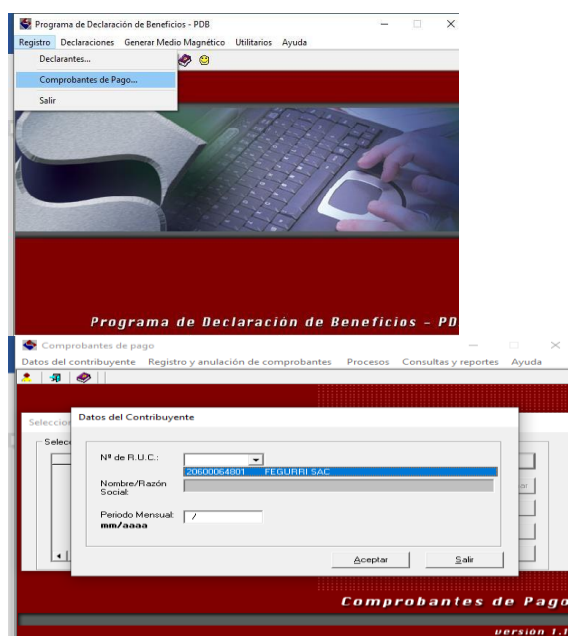 Programa de Declaración de Beneficios - PDB
Registro Declaraciones Generar Medio Magnético Utilitarios Ayuda
Declarantes...
Comprobantes de Pago...
Salir
Programa de Declaración de Beneficios - PD
Comprobantes de pago
Datos del contribuyente Registro y anulación de comprobantes Procesos Consultas y reportes Ayuda
Seleccion
Datos del Contribuyente
Selec
Nº de R.U.C.:
20600064801 FEGURRI SAC
Nombre/Razón
Social:
Periodo Mensual: /
mm/aaaa
ar
Aceptar Salir
Comprobantes de Pago
versión 1.1